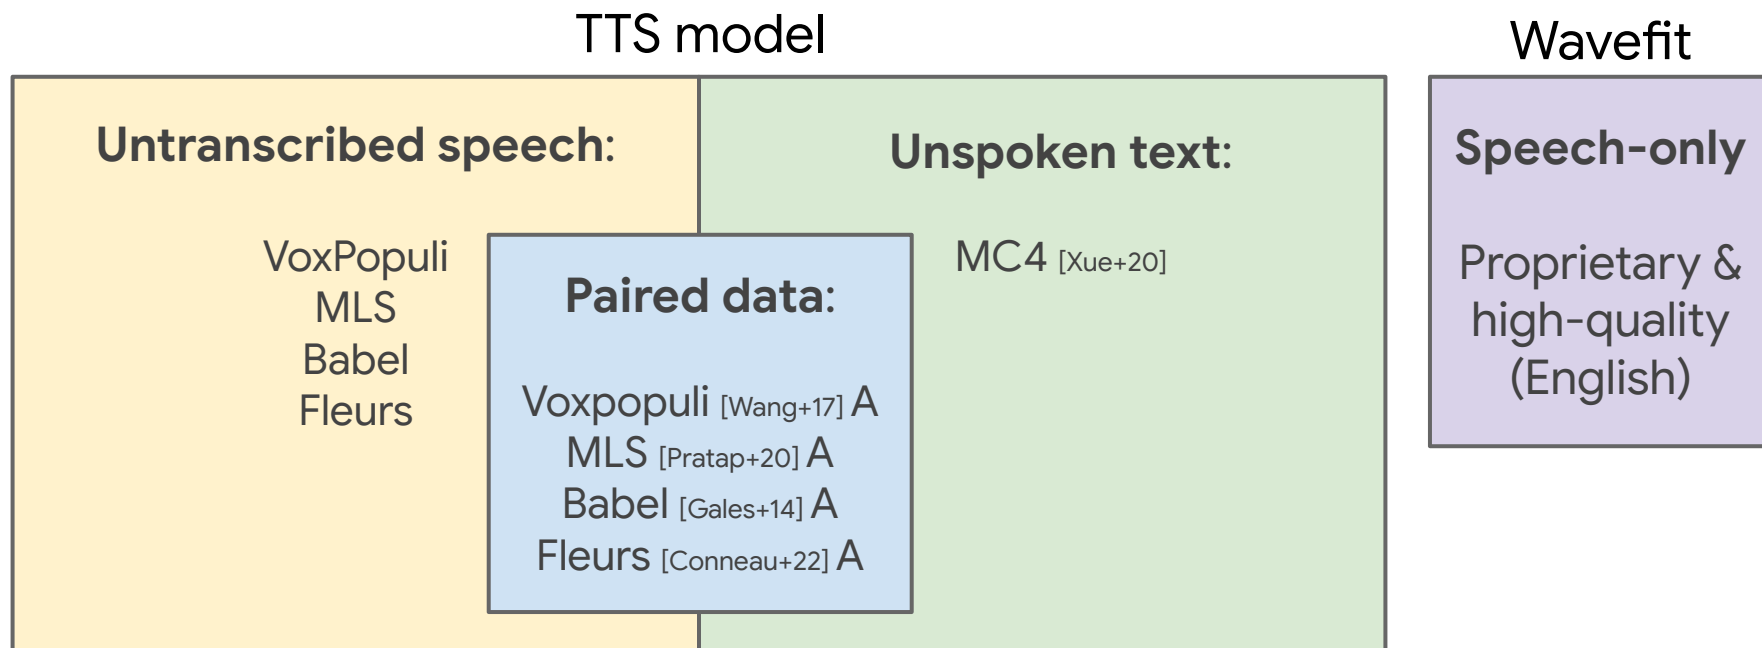 TTS model
Wavefit
Untranscribed speech:
VoxPopuli
MLS
Babel
Fleurs
Paired data:
Voxpopuli [Wang+17] A
MLS [Pratap+20] A
Babel [Gales+14] A
Fleurs [Conneau+22] A
Unspoken text:
MC4 [Xue+20]
Speech-only
Proprietary &
high-quality
(English)